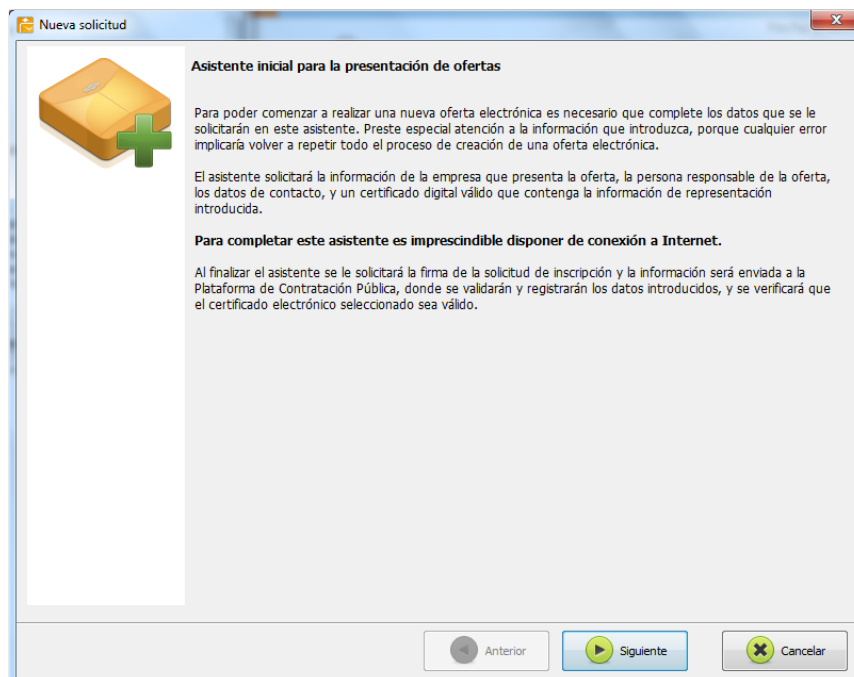 Nueva solicitud
Asistente inicial para la presentación de ofertas
Para poder comenzar a realizar una nueva oferta electrónica es necesario que complete los datos que se le
solicitarán en este asistente. Preste especial atención a la información que introduzca, porque cualquier error
implicaría volver a repetir todo el proceso de creación de una oferta electrónica.
El asistente solicitará la información de la empresa que presenta la oferta, la persona responsable de la oferta,
los datos de contacto, y un certificado digital válido que contenga la información de representación
introducida.
Para completar este asistente es imprescindible disponer de conexión a Internet.
Al finalizar el asistente se le solicitará la firma de la solicitud de inscripción y la información será enviada a la
Plataforma de Contratación Pública, donde se validarán y registrarán los datos introducidos, y se verificará que
el certificado electrónico seleccionado sea válido.
Anterior
Siguiente
Cancelar